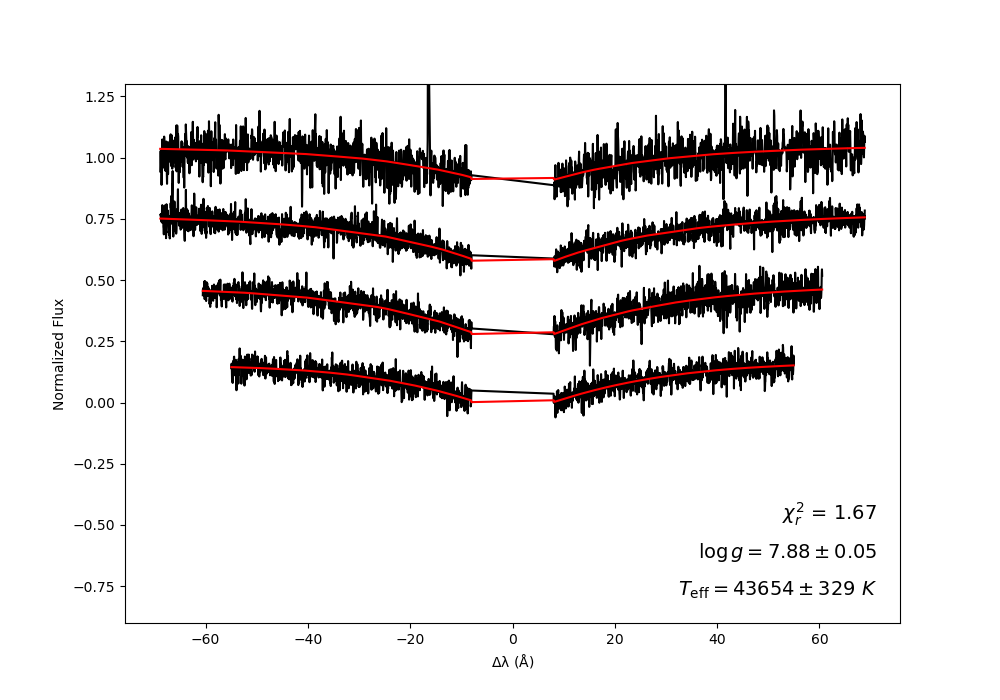 1.25
1.00
0.75
0.50
0.25
0.00
−0.25
−0.50
−0.75
Normalized Flux
χ²ᵣ = 1.67
log g = 7.88 ± 0.05
T_eff = 43654 ± 329 K
−60 −40 −20 0 20 40 60
Δλ (Å)